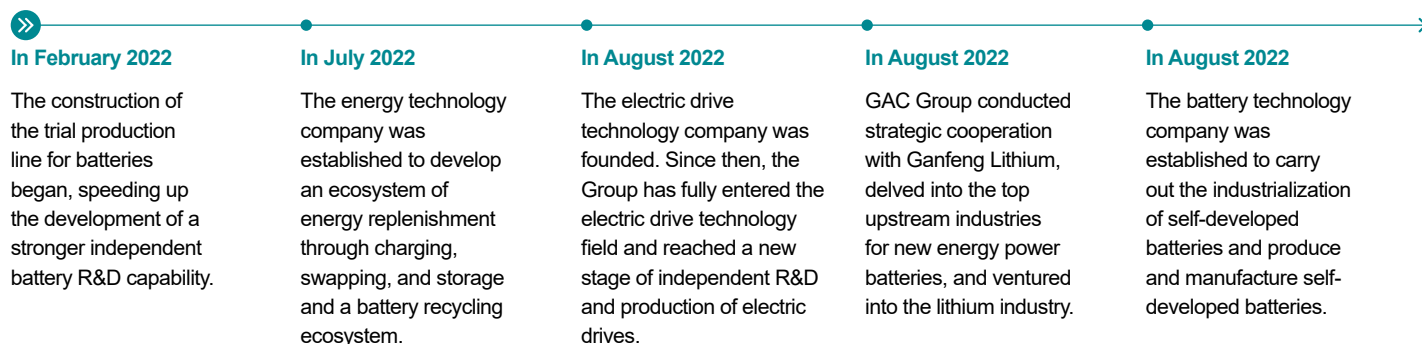 In February 2022
The construction of
the trial production
line for batteries
began, speeding up
the development of a
stronger independent
battery R&D capability.
In July 2022
The energy technology
company was
established to develop
an ecosystem of
energy replenishment
through charging,
swapping, and storage
and a battery recycling
ecosystem.
In August 2022
The electric drive
technology company was
founded. Since then, the
Group has fully entered the
electric drive technology
field and reached a new
stage of independent R&D
and production of electric
drives.
In August 2022
GAC Group conducted
strategic cooperation
with Ganfeng Lithium,
delved into the top
upstream industries
for new energy power
batteries, and ventured
into the lithium industry.
In August 2022
The battery technology
company was
established to carry
out the industrialization
of self-developed
batteries and produce
and manufacture self-
developed batteries.